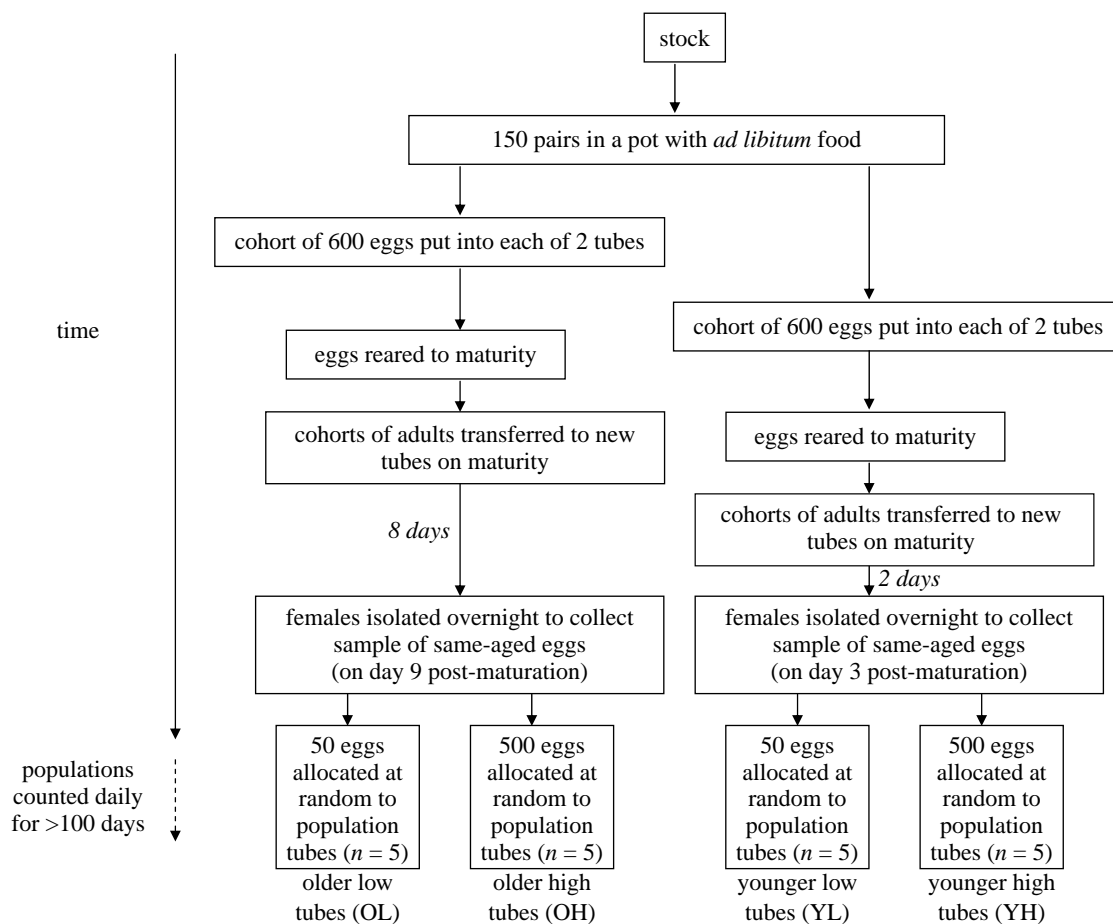 stock
150 pairs in a pot with ad libitum food
cohort of 600 eggs put into each of 2 tubes
eggs reared to maturity
cohorts of adults transferred to new
tubes on maturity
8 days
females isolated overnight to collect
sample of same-aged eggs
(on day 9 post-maturation)
50 eggs
allocated at
random to
population
tubes (n = 5)
older low
tubes (OL)
500 eggs
allocated at
random to
population
tubes (n = 5)
older high
tubes (OH)
cohort of 600 eggs put into each of 2 tubes
eggs reared to maturity
cohorts of adults transferred to new
tubes on maturity
2 days
females isolated overnight to collect
sample of same-aged eggs
(on day 3 post-maturation)
50 eggs
allocated at
random to
population
tubes (n = 5)
younger low
tubes (YL)
500 eggs
allocated at
random to
population
tubes (n = 5)
younger high
tubes (YH)
time
populations
counted daily
for >100 days